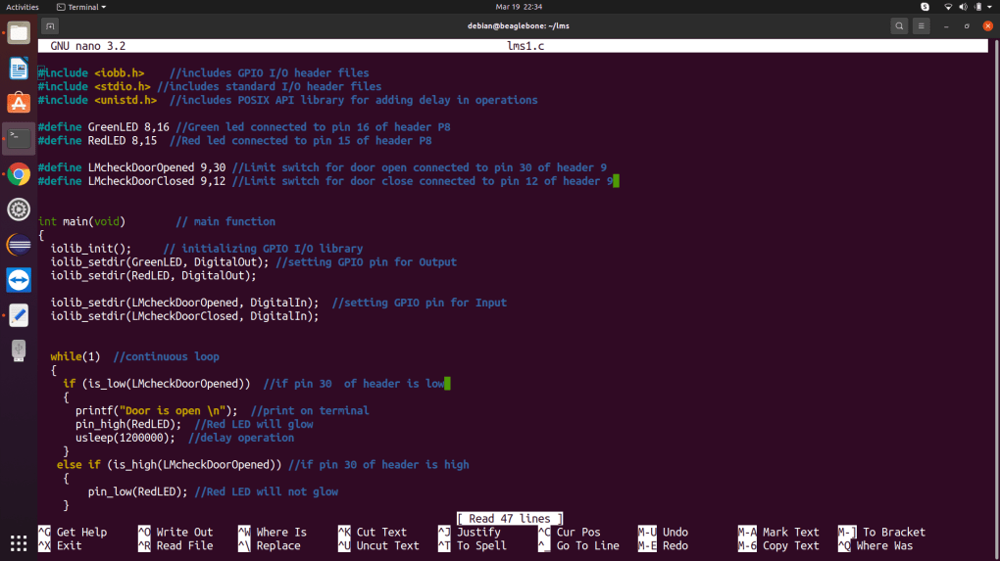 Activities Terminal Mar 19 22:34
debian@beaglebone: ~/lms
GNU nano 3.2 lms1.c
#include <iobb.h> //includes GPIO I/O header files
#include <stdio.h> //includes standard I/O header files
#include <unistd.h> //includes POSIX API library for adding delay in operations
#define GreenLED 8,16 //Green led connected to pin 16 of header P8
#define RedLED 8,15 //Red led connected to pin 15 of header P8
#define LMcheckDoorOpened 9,30 //Limit switch for door open connected to pin 30 of header 9
#define LMcheckDoorClosed 9,12 //Limit switch for door close connected to pin 12 of header 9
int main(void) // main function
{
iolib_init(); // initializing GPIO I/O library
iolib_setdir(GreenLED, DigitalOut); //setting GPIO pin for Output
iolib_setdir(RedLED, DigitalOut);
iolib_setdir(LMcheckDoorOpened, DigitalIn); //setting GPIO pin for Input
iolib_setdir(LMcheckDoorClosed, DigitalIn);
while(1) //continuous loop
{
if (is_low(LMcheckDoorOpened)) //if pin 30 of header is low
{
printf("Door is open \n"); //print on terminal
pin_high(RedLED); //Red LED will glow
usleep(1200000); //delay operation
}
else if (is_high(LMcheckDoorOpened)) //if pin 30 of header is high
{
pin_low(RedLED); //Red LED will not glow
}
[ Read 47 lines ]
^G Get Help ^O Write Out ^W Where Is ^K Cut Text ^J Justify ^C Cur Pos M-U Undo M-A Mark Text M-] To Bracket
^X Exit ^R Read File ^\ Replace ^U Uncut Text ^T To Spell ^_ Go To Line M-E Redo M-6 Copy Text ^Q Where Was